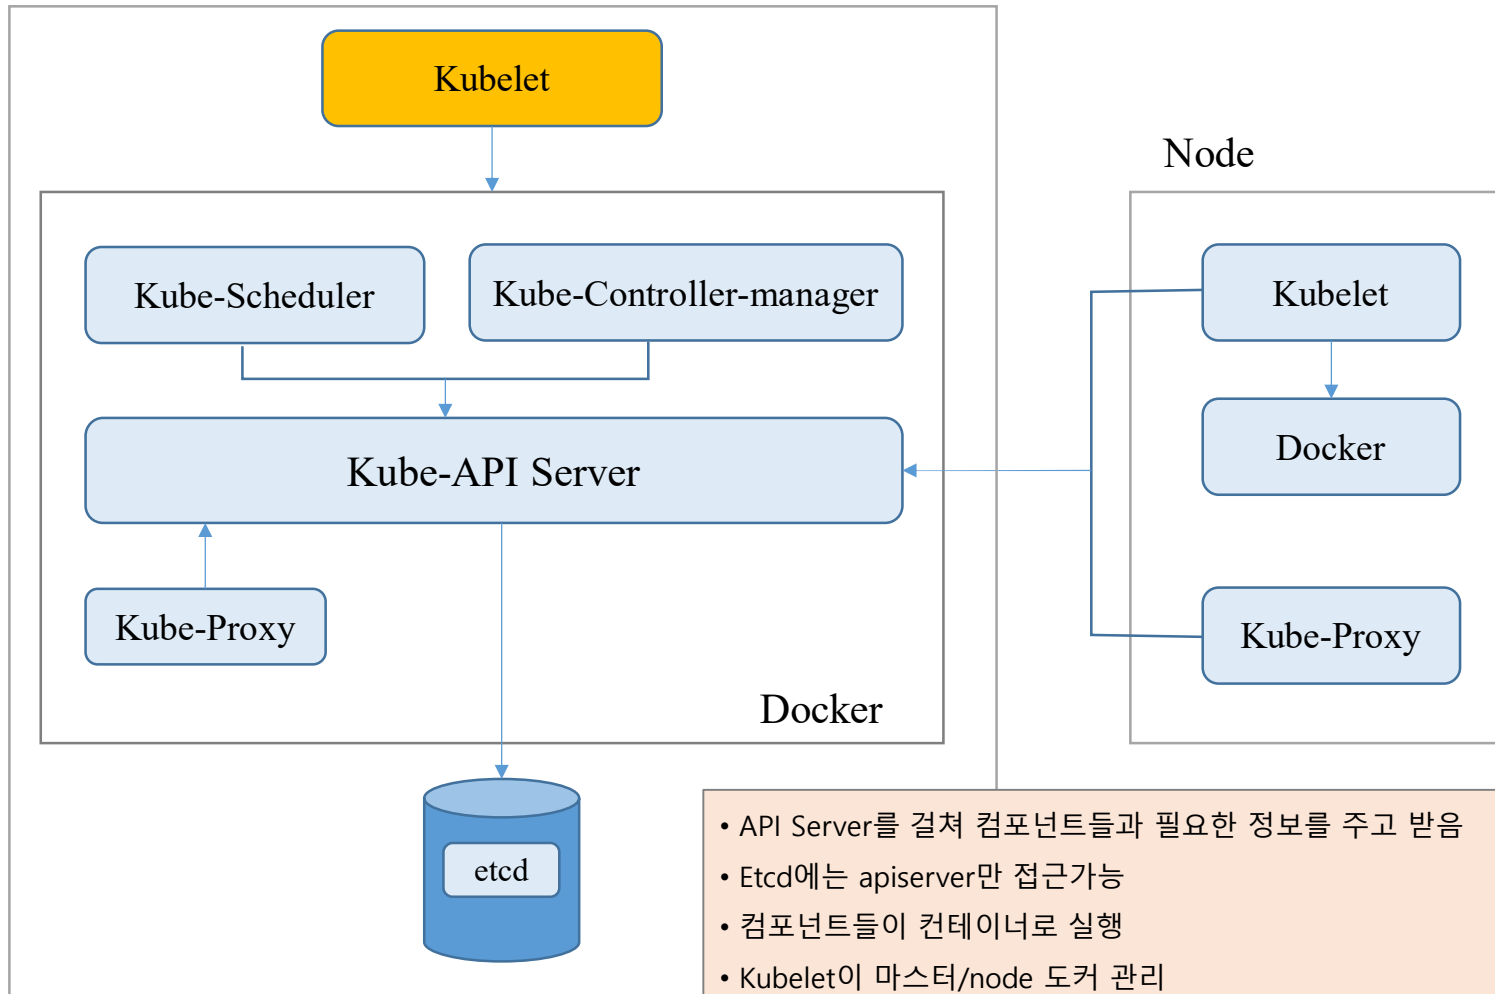 Kubelet
Node
Kube-Scheduler
Kube-Controller-manager
Kubelet
Kube-API Server
Docker
Kube-Proxy
Kube-Proxy
Docker
etcd
• API Server를 걸쳐 컴포넌트들과 필요한 정보를 주고 받음
• Etcd에는 apiserver만 접근가능
• 컴포넌트들이 컨테이너로 실행
• Kubelet이 마스터/node 도커 관리